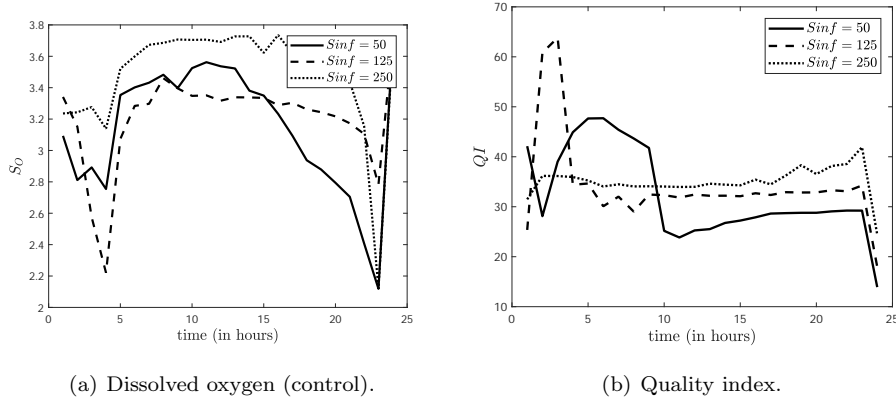 3.8
3.6
3.4
3.2
3
2.8
2.6
2.4
2.2
2
S_O
0 5 10 15 20 25
time (in hours)
Sinf = 50
Sinf = 125
Sinf = 250
(a) Dissolved oxygen (control).
70
60
50
40
30
20
10
QI
0 5 10 15 20 25
time (in hours)
Sinf = 50
Sinf = 125
Sinf = 250
(b) Quality index.